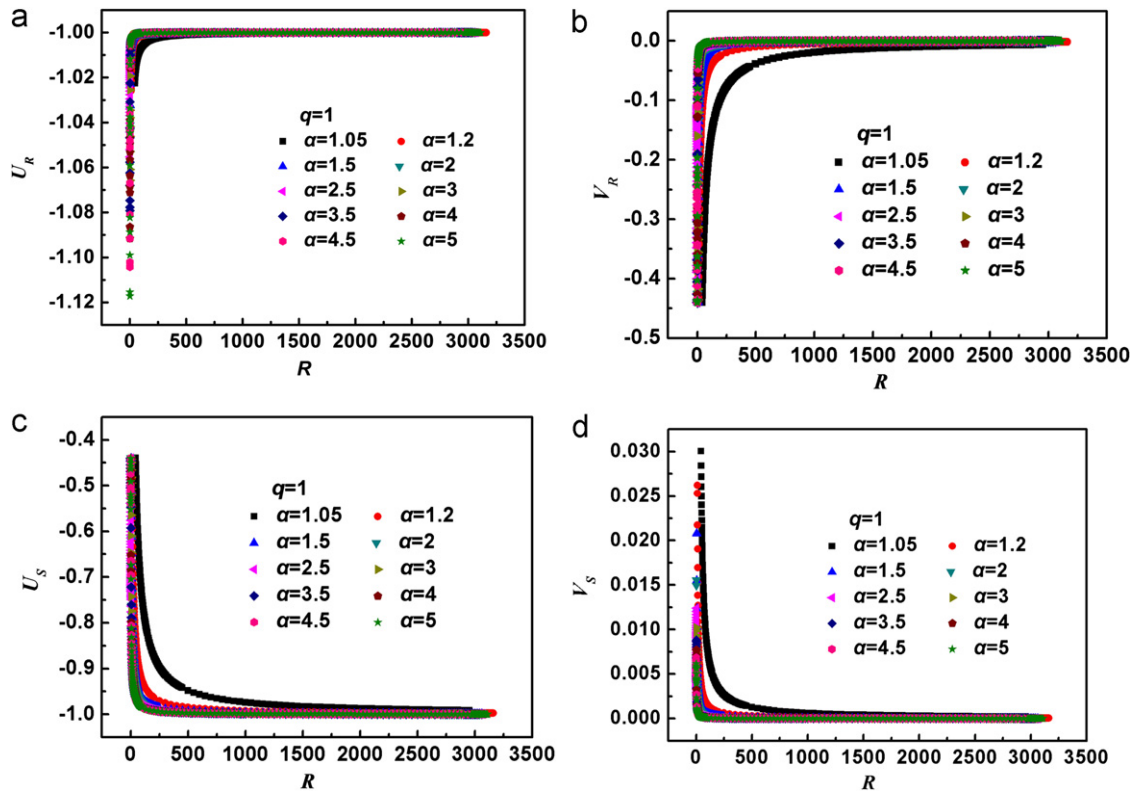 a
-1.00
-1.02
-1.04
-1.06
-1.08
-1.10
-1.12
U_R
q=1
α=1.05 α=1.2
α=1.5 α=2
α=2.5 α=3
α=3.5 α=4
α=4.5 α=5
0 500 1000 1500 2000 2500 3000 3500
R
b
0.0
-0.1
-0.2
-0.3
-0.4
-0.5
V_R
q=1
α=1.05 α=1.2
α=1.5 α=2
α=2.5 α=3
α=3.5 α=4
α=4.5 α=5
0 500 1000 1500 2000 2500 3000 3500
R
c
-0.4
-0.5
-0.6
-0.7
-0.8
-0.9
-1.0
U_S
q=1
α=1.05 α=1.2
α=1.5 α=2
α=2.5 α=3
α=3.5 α=4
α=4.5 α=5
0 500 1000 1500 2000 2500 3000 3500
R
d
0.030
0.025
0.020
0.015
0.010
0.005
0.000
V_S
q=1
α=1.05 α=1.2
α=1.5 α=2
α=2.5 α=3
α=3.5 α=4
α=4.5 α=5
0 500 1000 1500 2000 2500 3000 3500
R